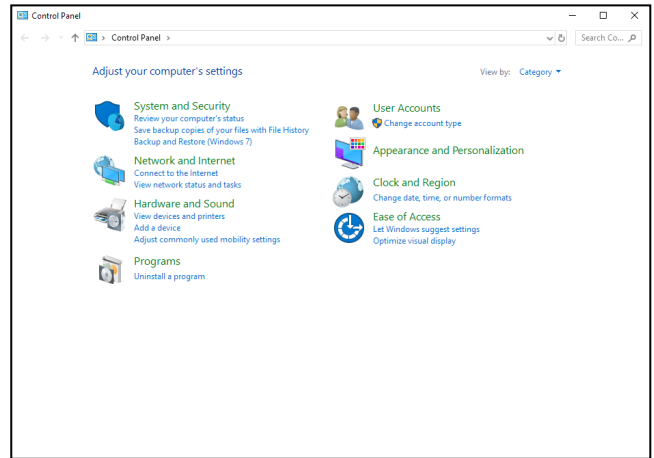 Control Panel
Control Panel
Search Co...
Adjust your computer's settings
View by: Category
System and Security
Review your computer's status
Save backup copies of your files with File History
Backup and Restore (Windows 7)
Network and Internet
Connect to the Internet
View network status and tasks
Hardware and Sound
View devices and printers
Add a device
Adjust commonly used mobility settings
Programs
Uninstall a program
User Accounts
Change account type
Appearance and Personalization
Clock and Region
Change date, time, or number formats
Ease of Access
Let Windows suggest settings
Optimize visual display